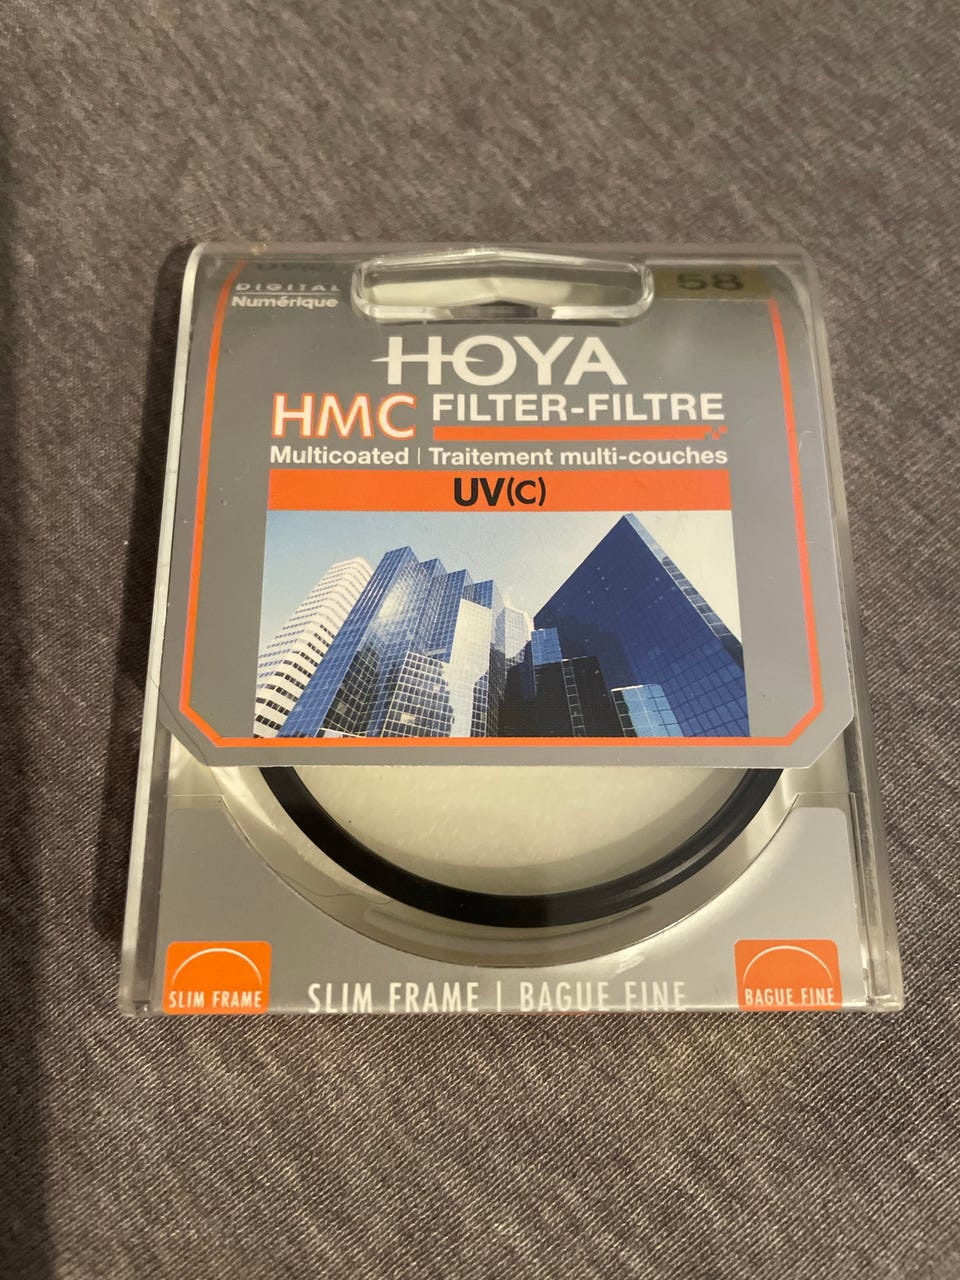 58
DIGITAL
Numérique
HOYA
HMC FILTER-FILTRE
Multicoated | Traitement multi-couches
UV(C)
SLIM FRAME
SLIM FRAME | BAGUE FINE
BAGUE FINE